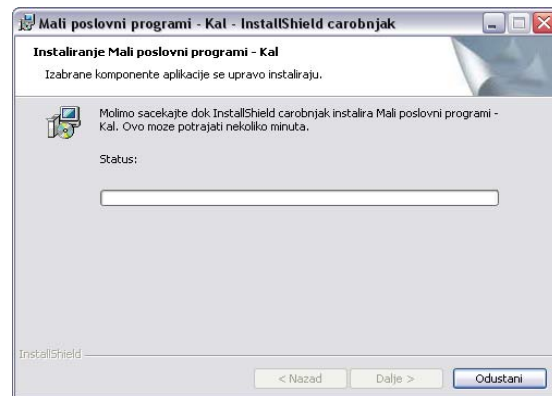 Mali poslovni programi - Kal - InstallShield carobnjak
Instaliranje Mali poslovni programi - Kal
Izabrane komponente aplikacije se upravo instaliraju.
Molimo sacekajte dok InstallShield carobnjak instalira Mali poslovni programi -
Kal. Ovo moze potrajati nekoliko minuta.
Status:
InstallShield
< Nazad
Dalje >
Odustani